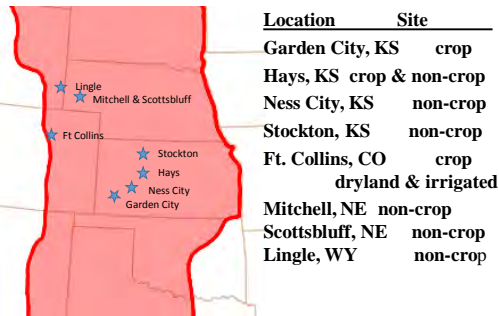 Lingle
Mitchell & Scottsbluff
Ft Collins
Stockton
Hays
Ness City
Garden City
Location Site
Garden City, KS crop
Hays, KS crop & non-crop
Ness City, KS non-crop
Stockton, KS non-crop
Ft. Collins, CO crop
dryland & irrigated
Mitchell, NE non-crop
Scottsbluff, NE non-crop
Lingle, WY non-crop